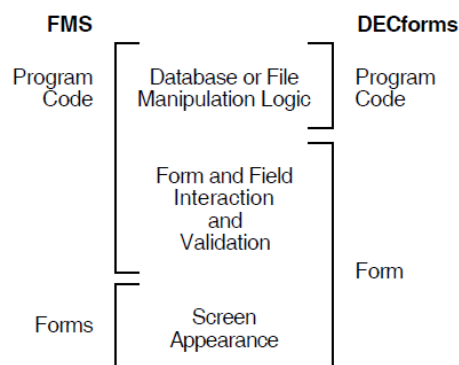 FMS
DECforms
Program
Code
Database or File
Manipulation Logic
Program
Code
Form and Field
Interaction
and
Validation
Form
Forms
Screen
Appearance